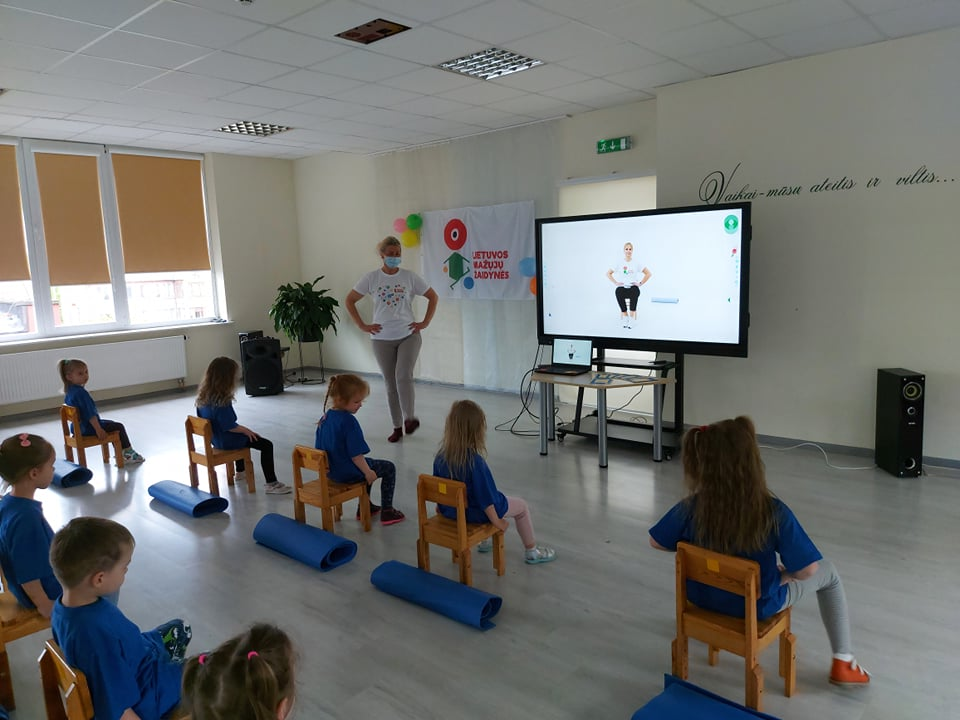 Vaikai-mūsų ateitis ir viltis...
LIETUVOS
MAŽŲJŲ
ŽAIDYNĖS